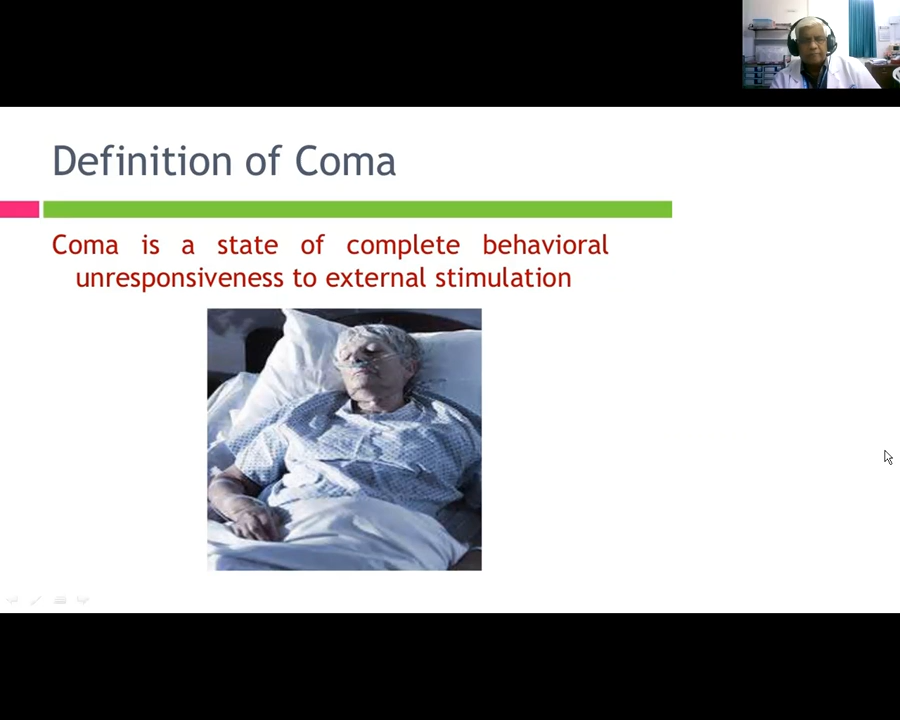 Definition of Coma
Coma is a state of complete behavioral
unresponsiveness to external stimulation